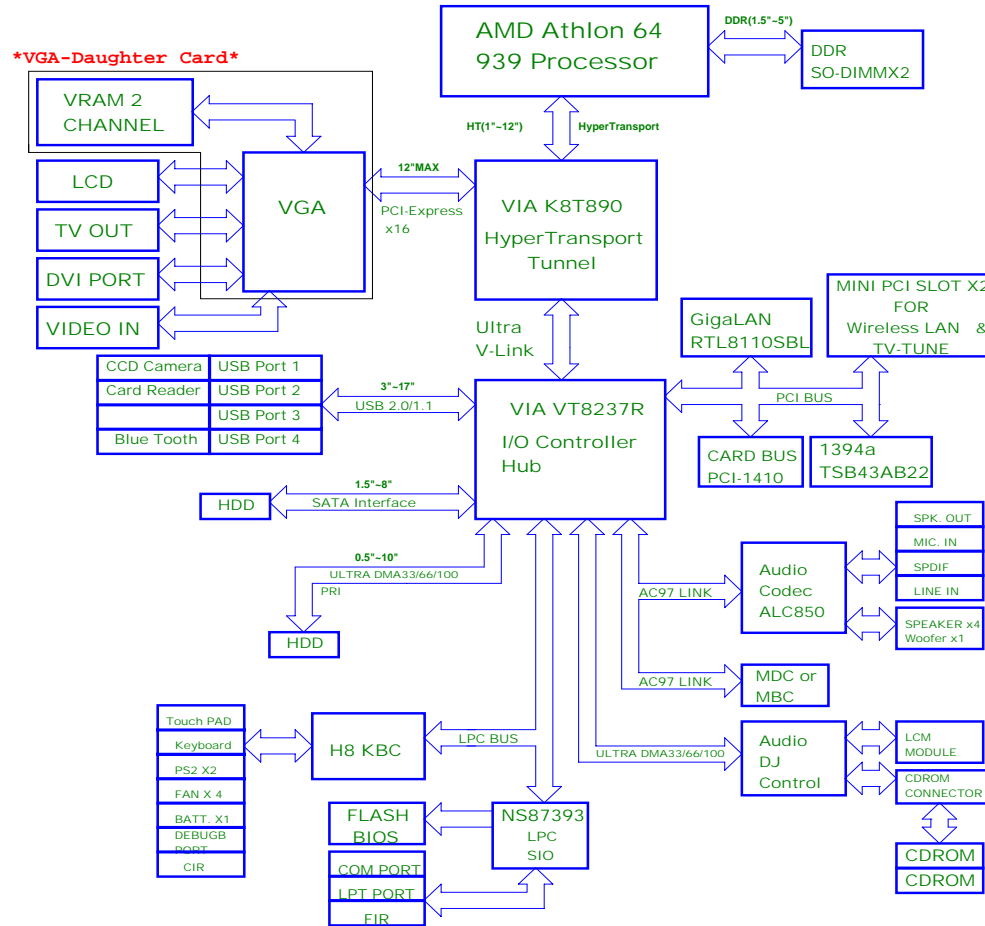 AMD Athlon 64
939 Processor
DDR(1.5"~5")
DDR
SO-DIMMX2
*VGA-Daughter Card*
VRAM 2
CHANNEL
HT(1"~12")
HyperTransport
LCD
TV OUT
DVI PORT
VIDEO IN
VGA
12"MAX
PCI-Express
x16
VIA K8T890
HyperTransport
Tunnel
Ultra
V-Link
GigaLAN
RTL8110SBL
MINI PCI SLOT X2
FOR
Wireless LAN &
TV-TUNE
CCD Camera
USB Port 1
Card Reader
USB Port 2
USB Port 3
Blue Tooth
USB Port 4
3"~17"
USB 2.0/1.1
VIA VT8237R
I/O Controller
Hub
PCI BUS
CARD BUS
PCI-1410
1394a
TSB43AB22
HDD
1.5"~8"
SATA Interface
0.5"~10"
ULTRA DMA33/66/100
PRI
HDD
AC97 LINK
Audio
Codec
ALC850
SPK. OUT
MIC. IN
SPDIF
LINE IN
SPEAKER x4
Woofer x1
AC97 LINK
MDC or
MBC
Touch PAD
Keyboard
PS2 X2
FAN X 4
BATT. X1
DEBUGB
PORT
CIR
H8 KBC
LPC BUS
ULTRA DMA33/66/100
Audio
DJ
Control
LCM
MODULE
CDROM
CONNECTOR
CDROM
CDROM
FLASH
BIOS
NS87393
LPC
SIO
COM PORT
LPT PORT
FIR